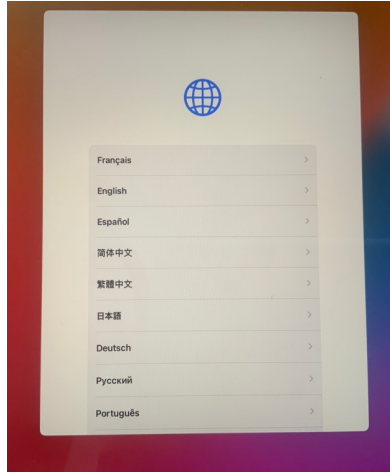 Français
English
Español
简体中文
繁體中文
日本語
Deutsch
Русский
Português